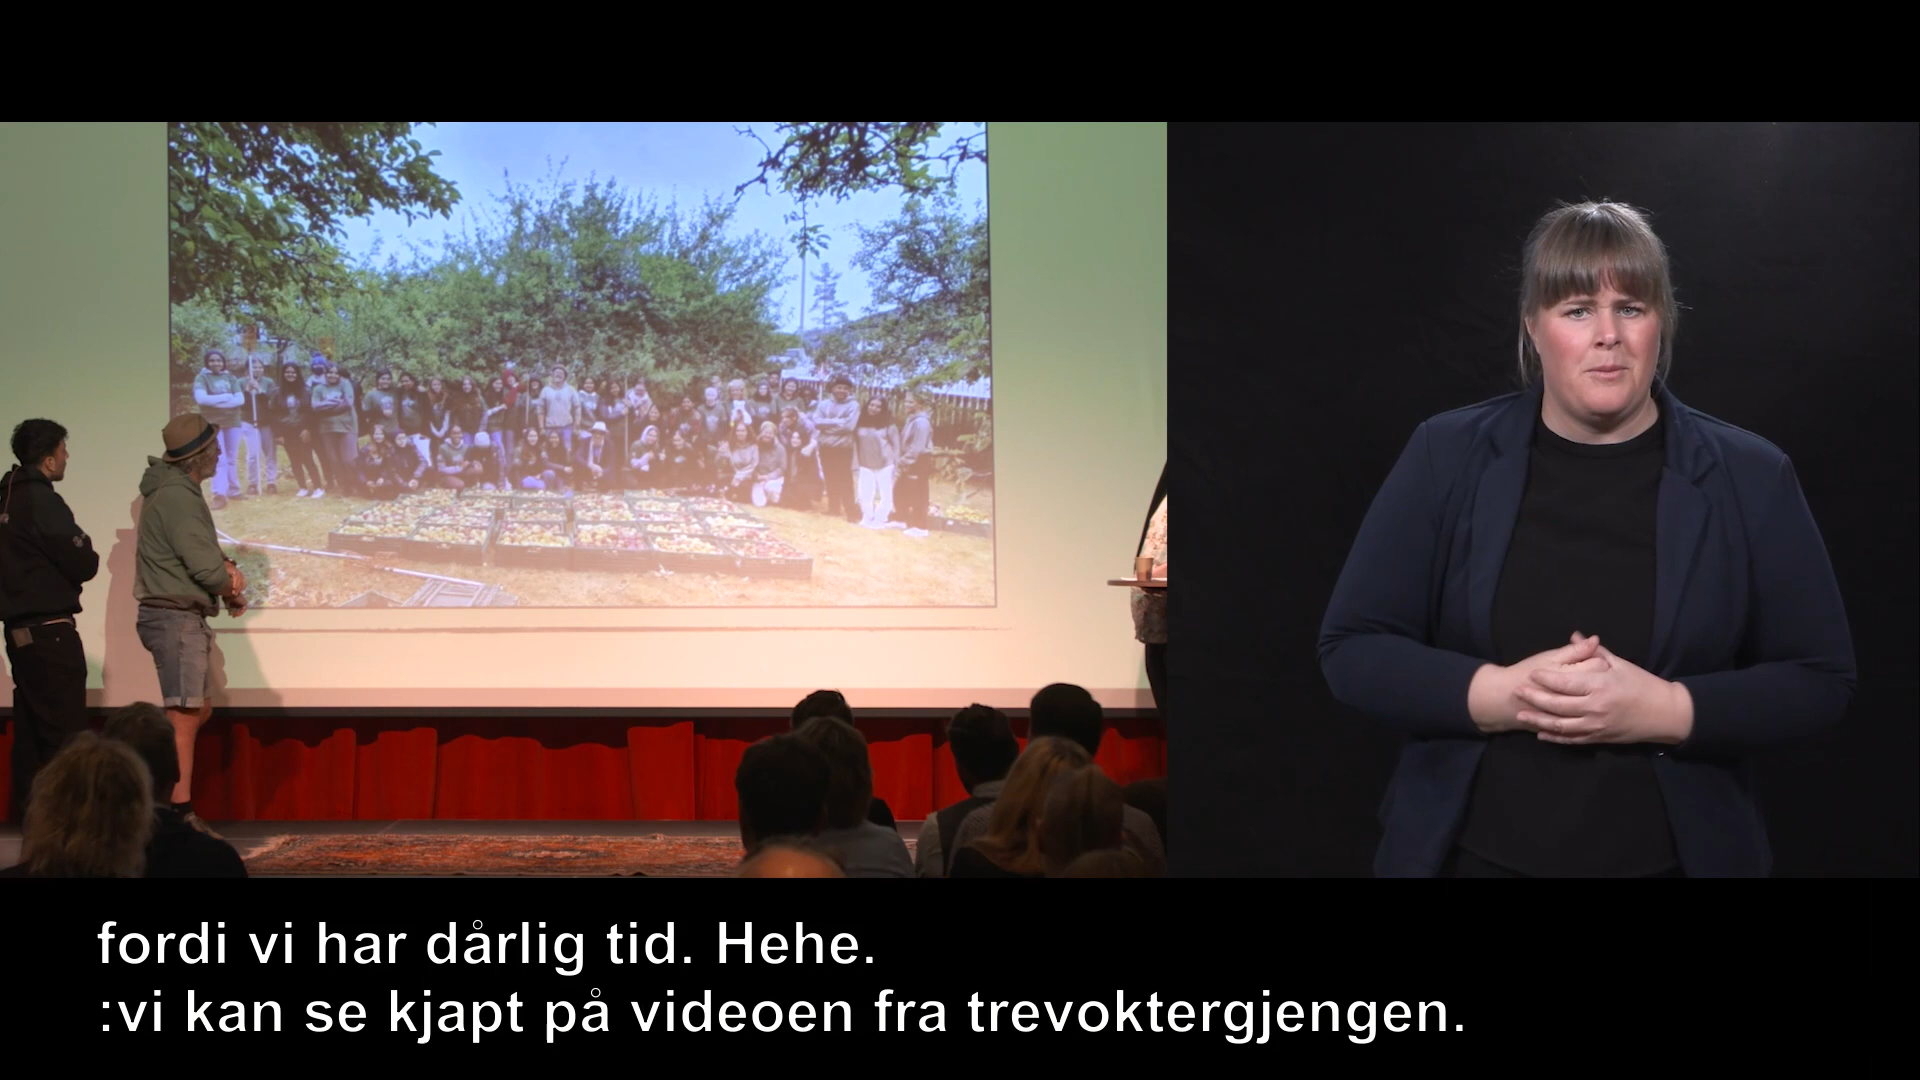 fordi vi har dårlig tid. Hehe.
:vi kan se kjapt på videoen fra trevoktergjengen.